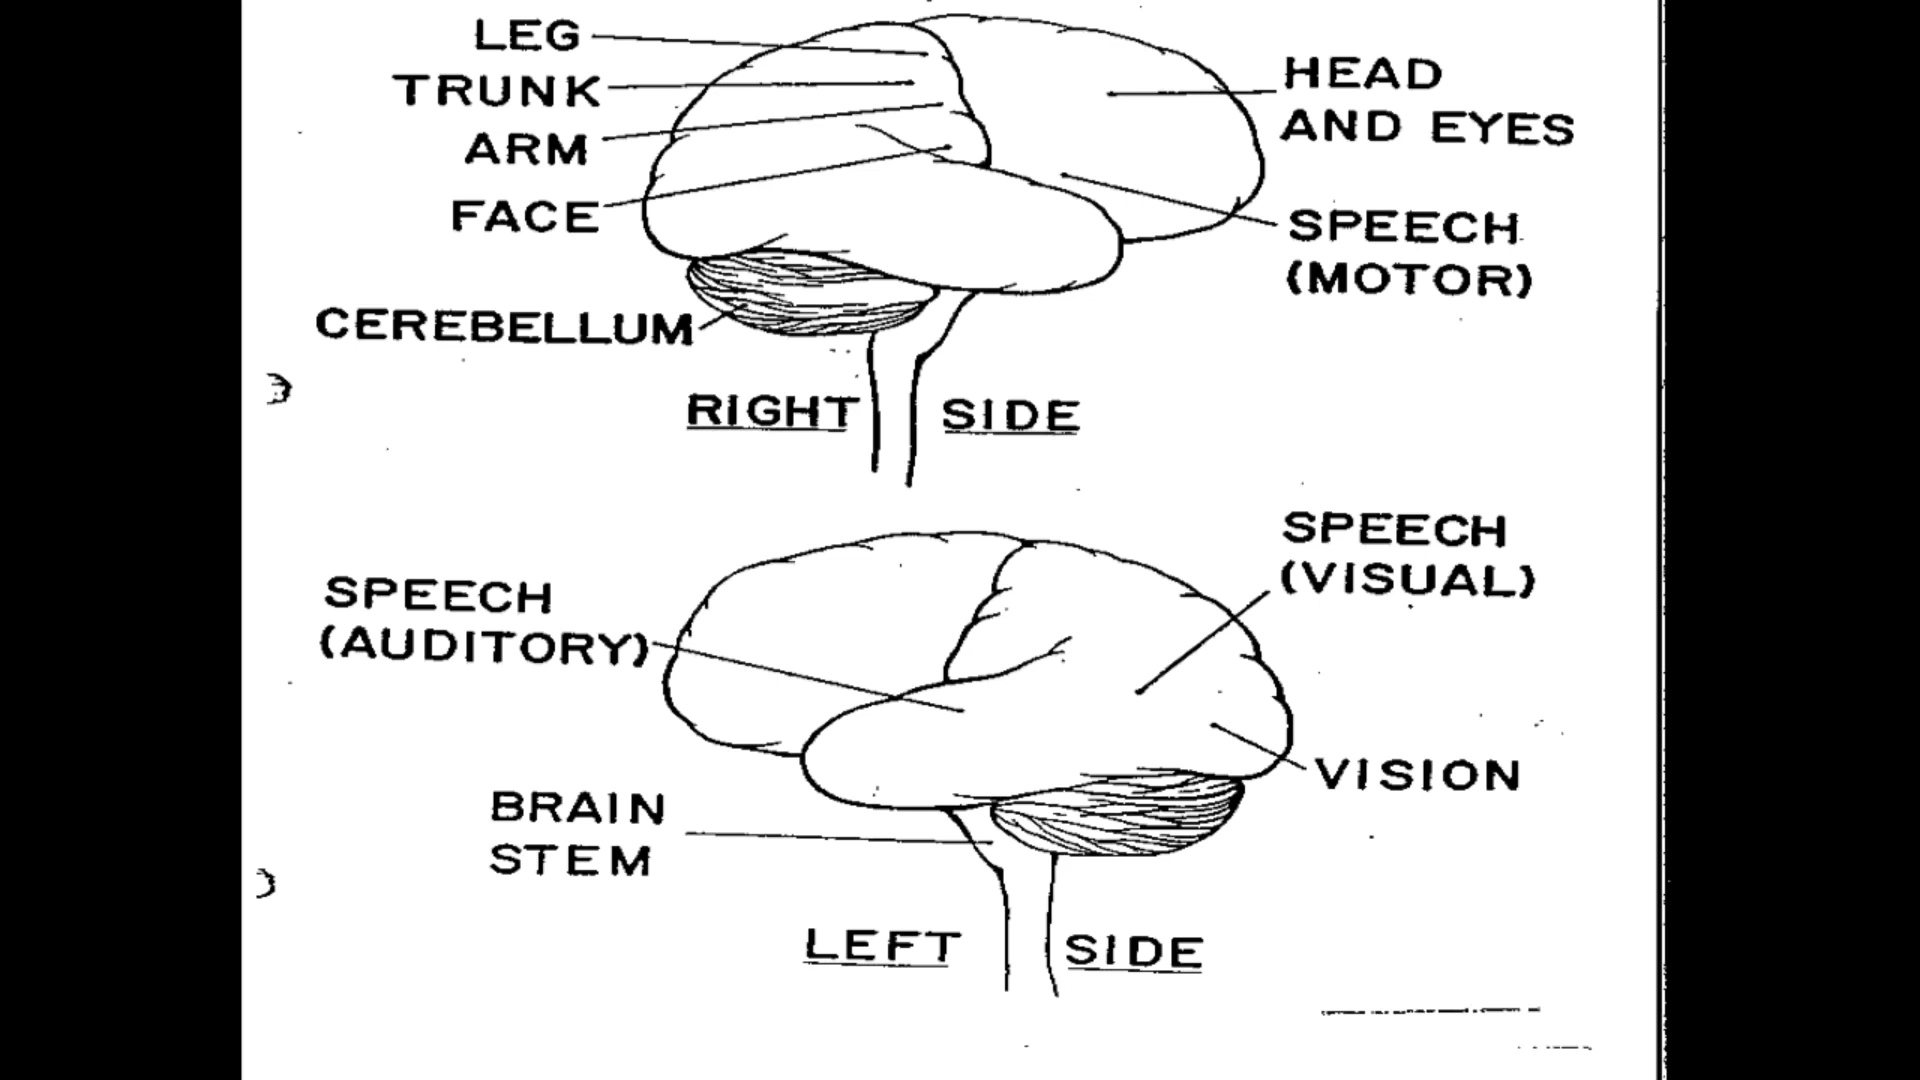 LEG
TRUNK
ARM
FACE
CEREBELLUM
HEAD
AND EYES
SPEECH
(MOTOR)
RIGHT SIDE
SPEECH
(AUDITORY)
SPEECH
(VISUAL)
VISION
BRAIN
STEM
LEFT SIDE